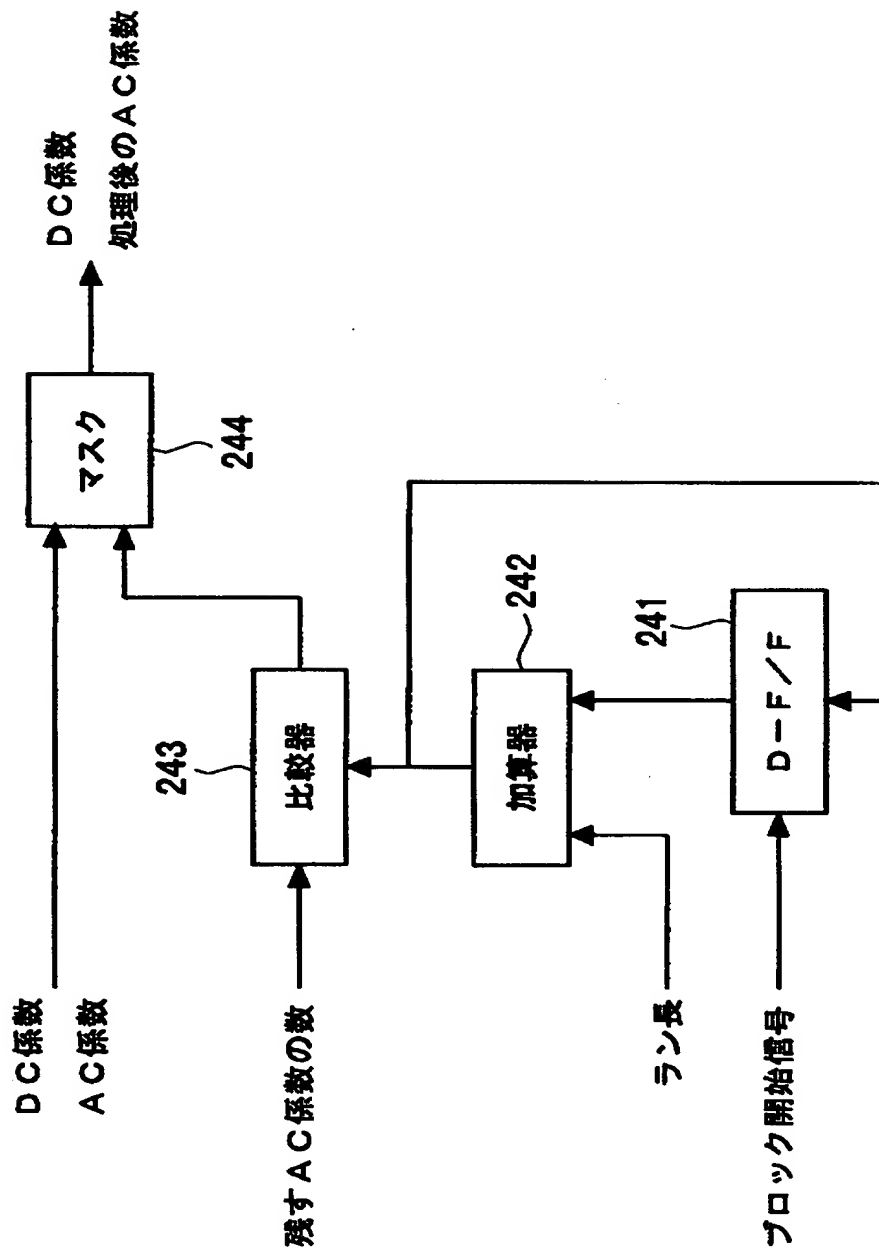 DC係数
AC係数
マスク
244
DC係数
処理後のAC係数
残すAC係数の数
243
比較器
ラン長
加算器
242
ブロック開始信号
D-F/F
241